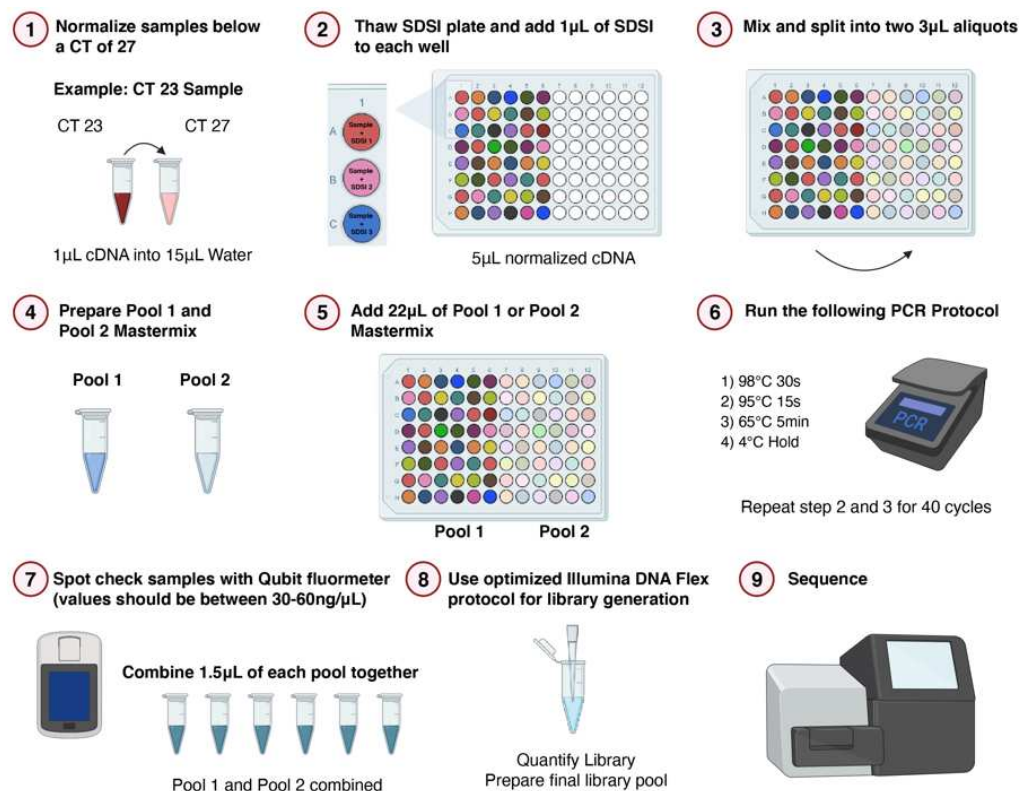 1
Normalize samples below
a CT of 27
Example: CT 23 Sample
CT 23
CT 27
1µL cDNA into 15µL Water
2
Thaw SDSI plate and add 1µL of SDSI
to each well
1
A
Sample
+
SDSI 1
B
Sample
+
SDSI 2
C
Sample
+
SDSI 3
5µL normalized cDNA
3
Mix and split into two 3µL aliquots
4
Prepare Pool 1 and
Pool 2 Mastermix
Pool 1
Pool 2
5
Add 22µL of Pool 1 or Pool 2
Mastermix
Pool 1
Pool 2
6
Run the following PCR Protocol
1) 98°C 30s
2) 95°C 15s
3) 65°C 5min
4) 4°C Hold
PCR
Repeat step 2 and 3 for 40 cycles
7
Spot check samples with Qubit fluormeter
(values should be between 30-60ng/µL)
Combine 1.5µL of each pool together
Pool 1 and Pool 2 combined
8
Use optimized Illumina DNA Flex
protocol for library generation
Quantify Library
Prepare final library pool
9
Sequence